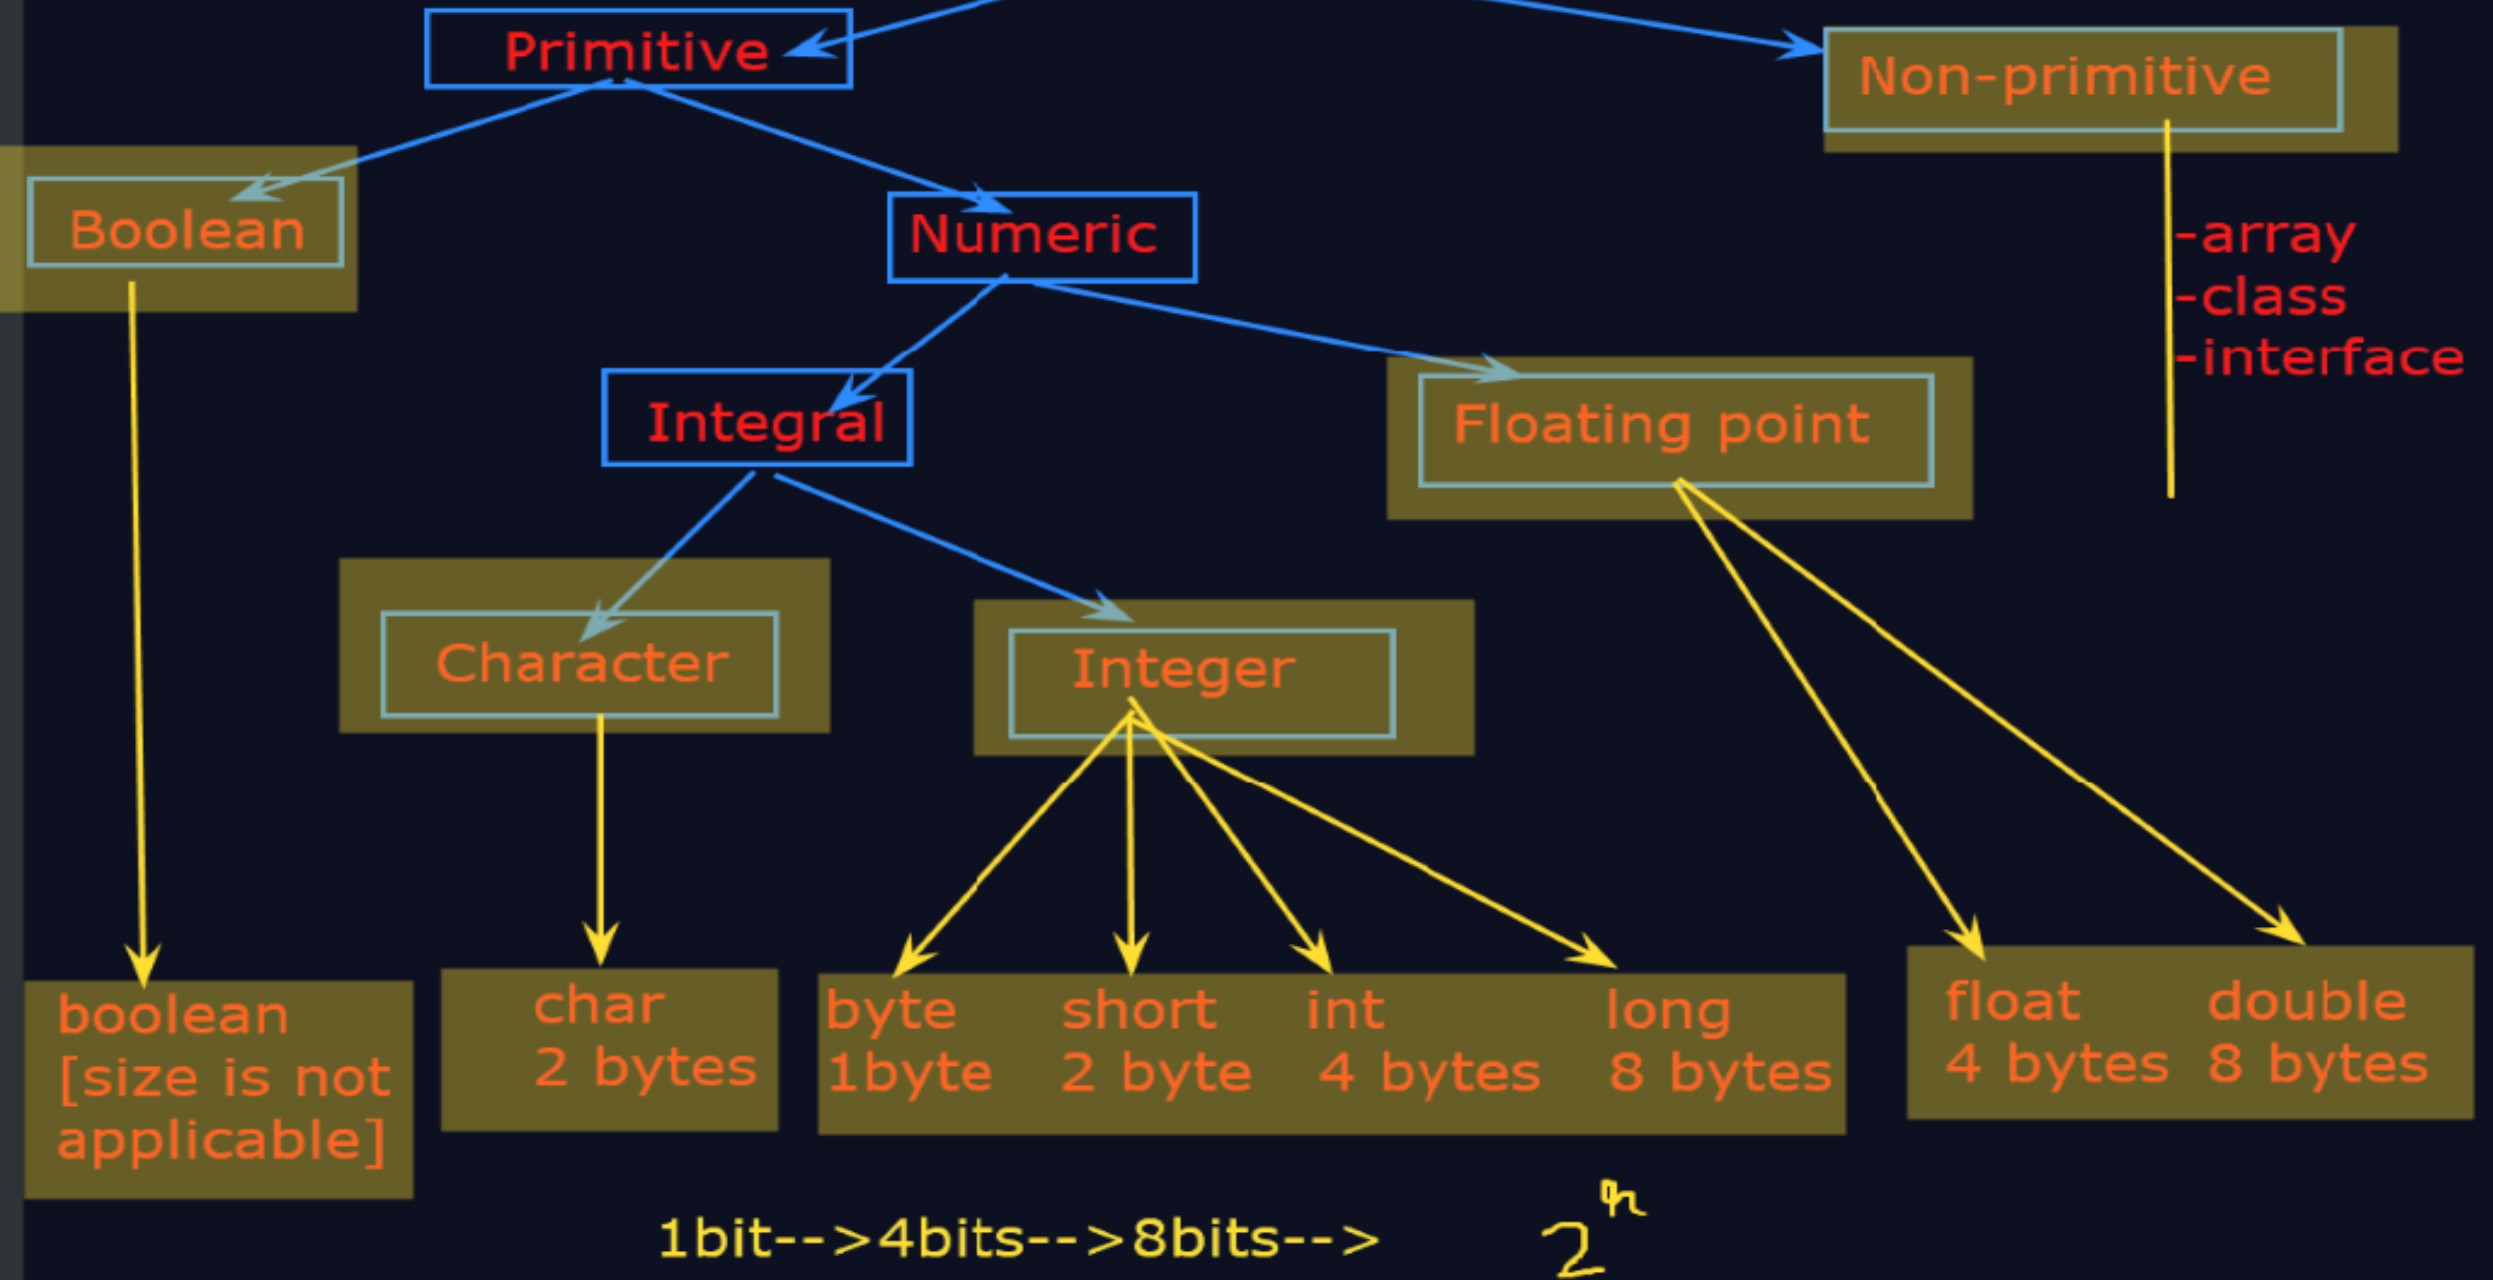 Primitive
Non-primitive
Boolean
Numeric
-array
-class
-interface
Integral
Floating point
Character
Integer
boolean
[size is not
applicable]
char
2 bytes
byte short int long
1byte 2 byte 4 bytes 8 bytes
float double
4 bytes 8 bytes
1bit-->4bits-->8bits-->
2^n